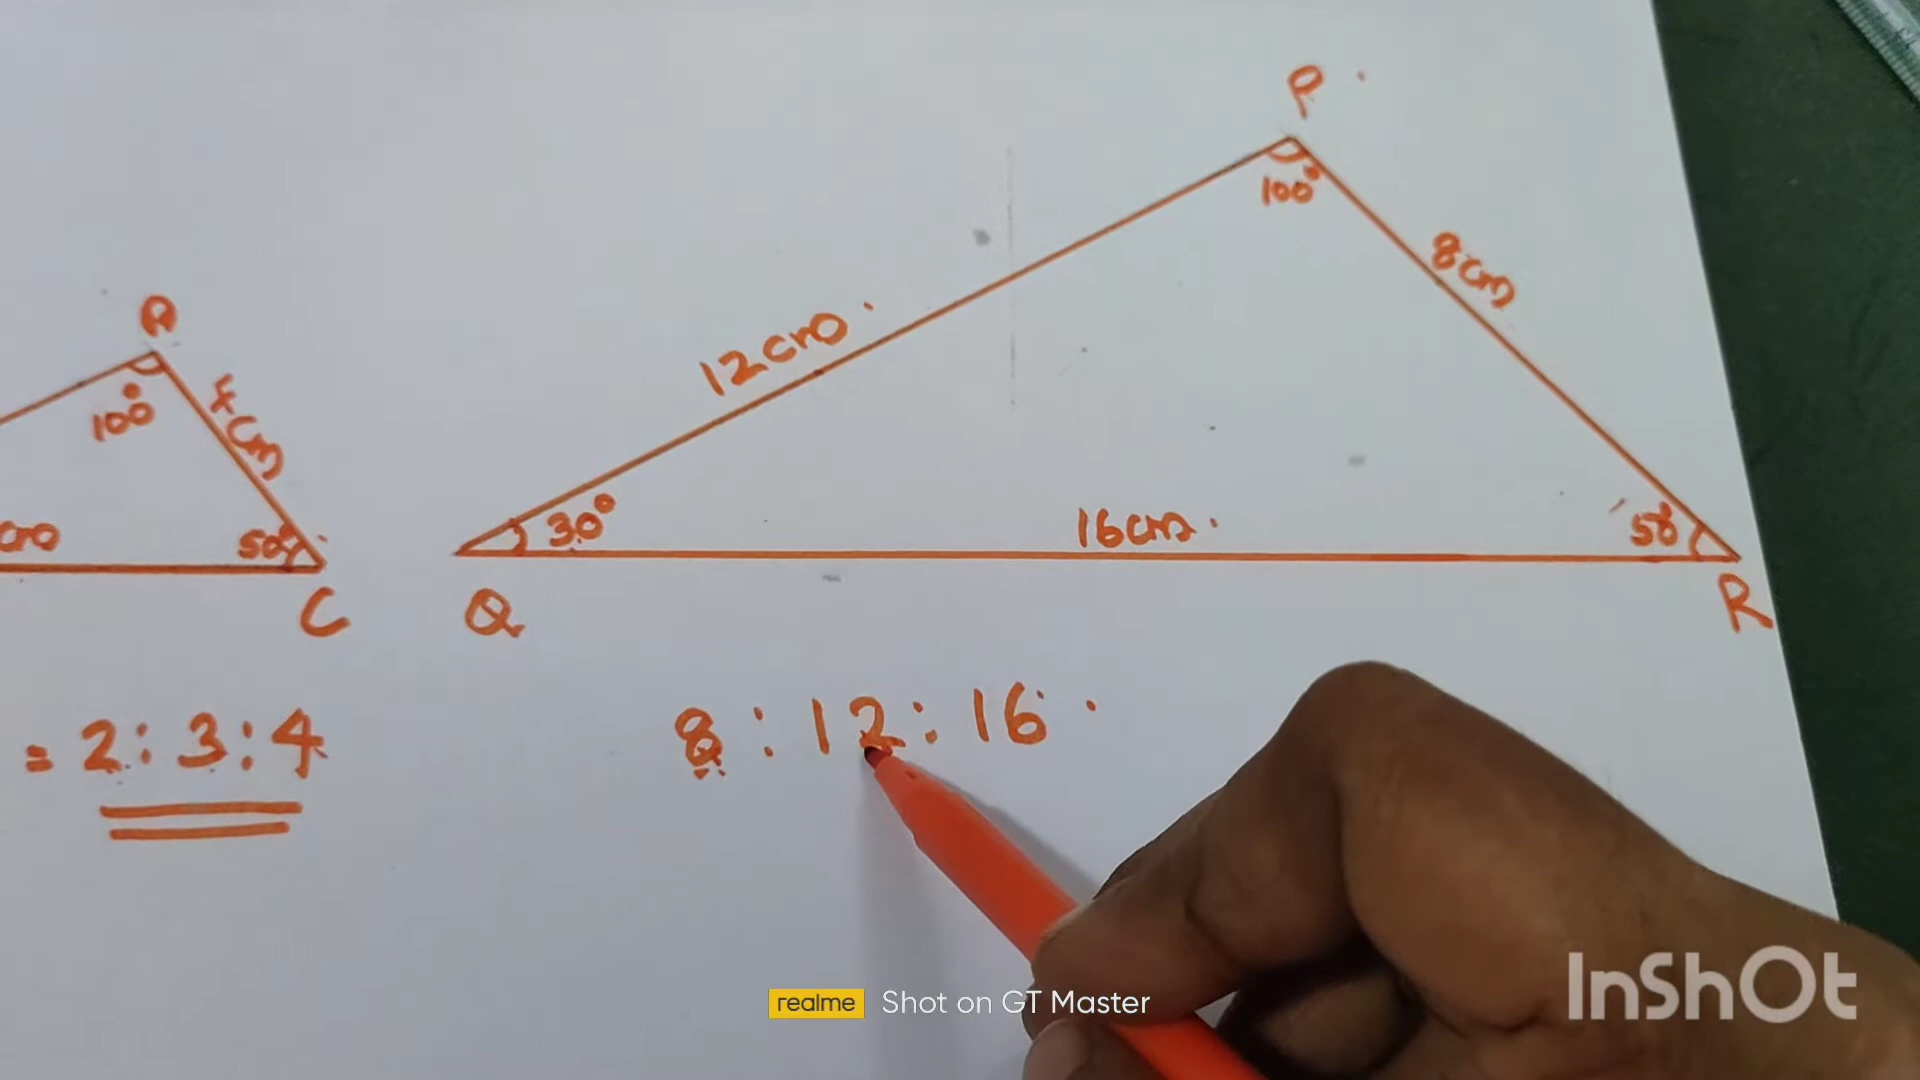 P
100°
8cm
12cm
A
100°
4cm
30°
16cm
50°
cm
50°
C
Q
R
= 2 : 3 : 4
8 : 12 : 16
realme Shot on GT Master
InShOt